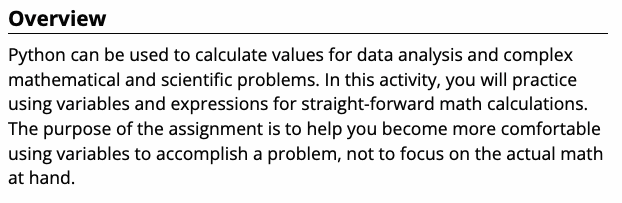 Overview
Python can be used to calculate values for data analysis and complex
mathematical and scientific problems. In this activity, you will practice
using variables and expressions for straight-forward math calculations.
The purpose of the assignment is to help you become more comfortable
using variables to accomplish a problem, not to focus on the actual math
at hand.